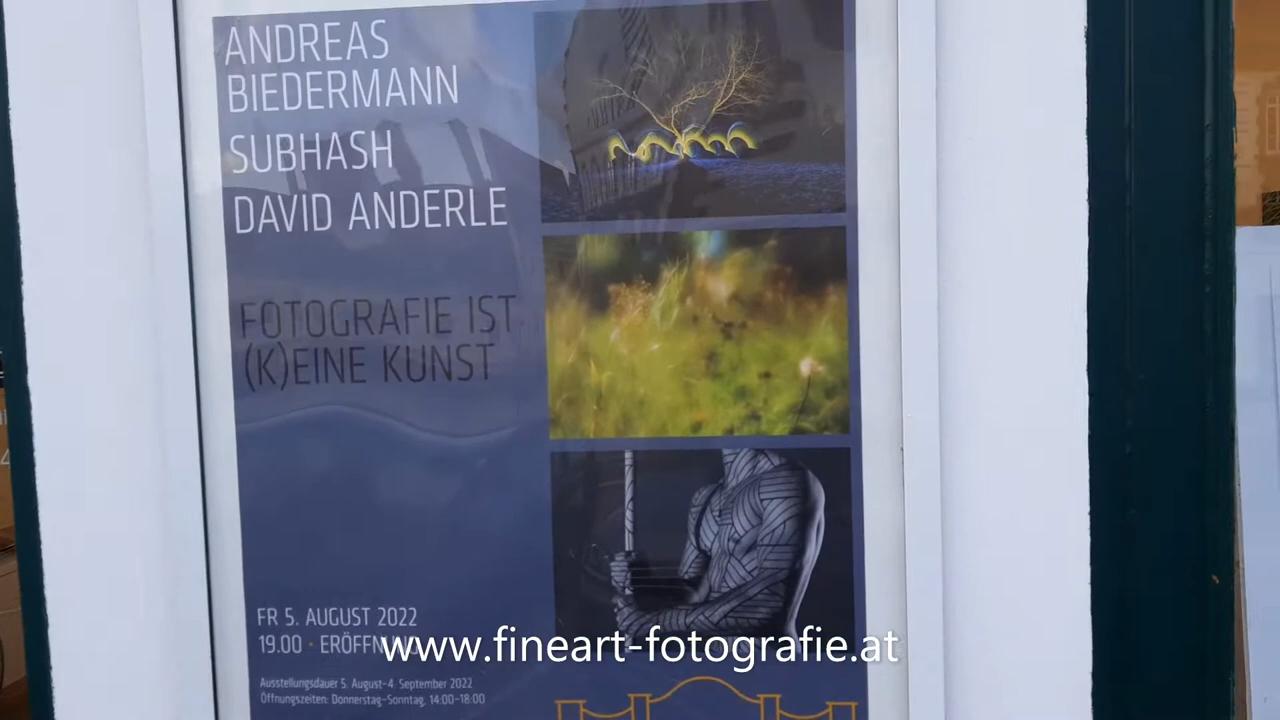 ANDREAS
BIEDERMANN
SUBHASH
DAVID ANDERLE
FOTOGRAFIE IST
(K)EINE KUNST
FR 5. AUGUST 2022
19.00 · ERÖFFNUNG
Ausstellungsdauer 5. August–4. September 2022
Öffnungszeiten: Donnerstag–Sonntag, 14:00–18:00
www.fineart-fotografie.at